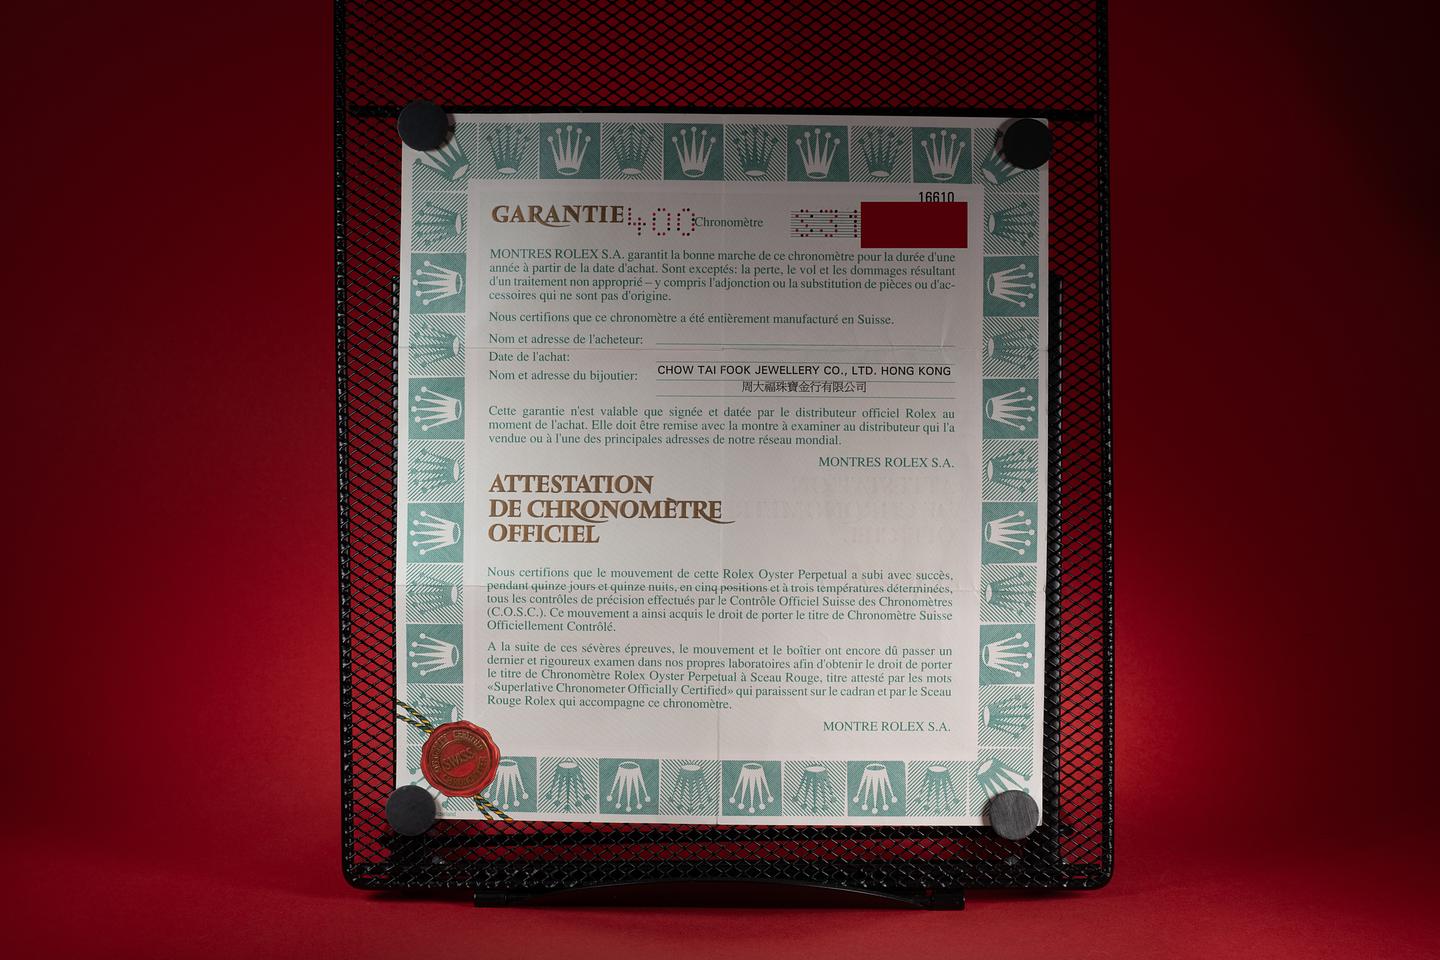 16610
GARANTIE 400 Chronomètre
MONTRES ROLEX S.A. garantit la bonne marche de ce chronomètre pour la durée d'une
année à partir de la date d'achat. Sont exceptés: la perte, le vol et les dommages résultant
d'un traitement non approprié – y compris l'adjonction ou la substitution de pièces ou d'ac-
cessoires qui ne sont pas d'origine.
Nous certifions que ce chronomètre a été entièrement manufacturé en Suisse.
Nom et adresse de l'acheteur:
Date de l'achat:
Nom et adresse du bijoutier: CHOW TAI FOOK JEWELLERY CO., LTD. HONG KONG
周大福珠寶金行有限公司
Cette garantie n'est valable que signée et datée par le distributeur officiel Rolex au
moment de l'achat. Elle doit être remise avec la montre à examiner au distributeur qui l'a
vendue ou à l'une des principales adresses de notre réseau mondial.
MONTRES ROLEX S.A.
ATTESTATION
DE CHRONOMÈTRE
OFFICIEL
Nous certifions que le mouvement de cette Rolex Oyster Perpetual a subi avec succès,
pendant quinze jours et quinze nuits, en cinq positions et à trois températures déterminées,
tous les contrôles de précision effectués par le Contrôle Officiel Suisse des Chronomètres
(C.O.S.C.). Ce mouvement a ainsi acquis le droit de porter le titre de Chronomètre Suisse
Officiellement Contrôlé.
A la suite de ces sévères épreuves, le mouvement et le boîtier ont encore dû passer un
dernier et rigoureux examen dans nos propres laboratoires afin d'obtenir le droit de porter
le titre de Chronomètre Rolex Oyster Perpetual à Sceau Rouge, titre attesté par les mots
«Superlative Chronometer Officially Certified» qui paraissent sur le cadran et par le Sceau
Rouge Rolex qui accompagne ce chronomètre.
MONTRE ROLEX S.A.
SWISS